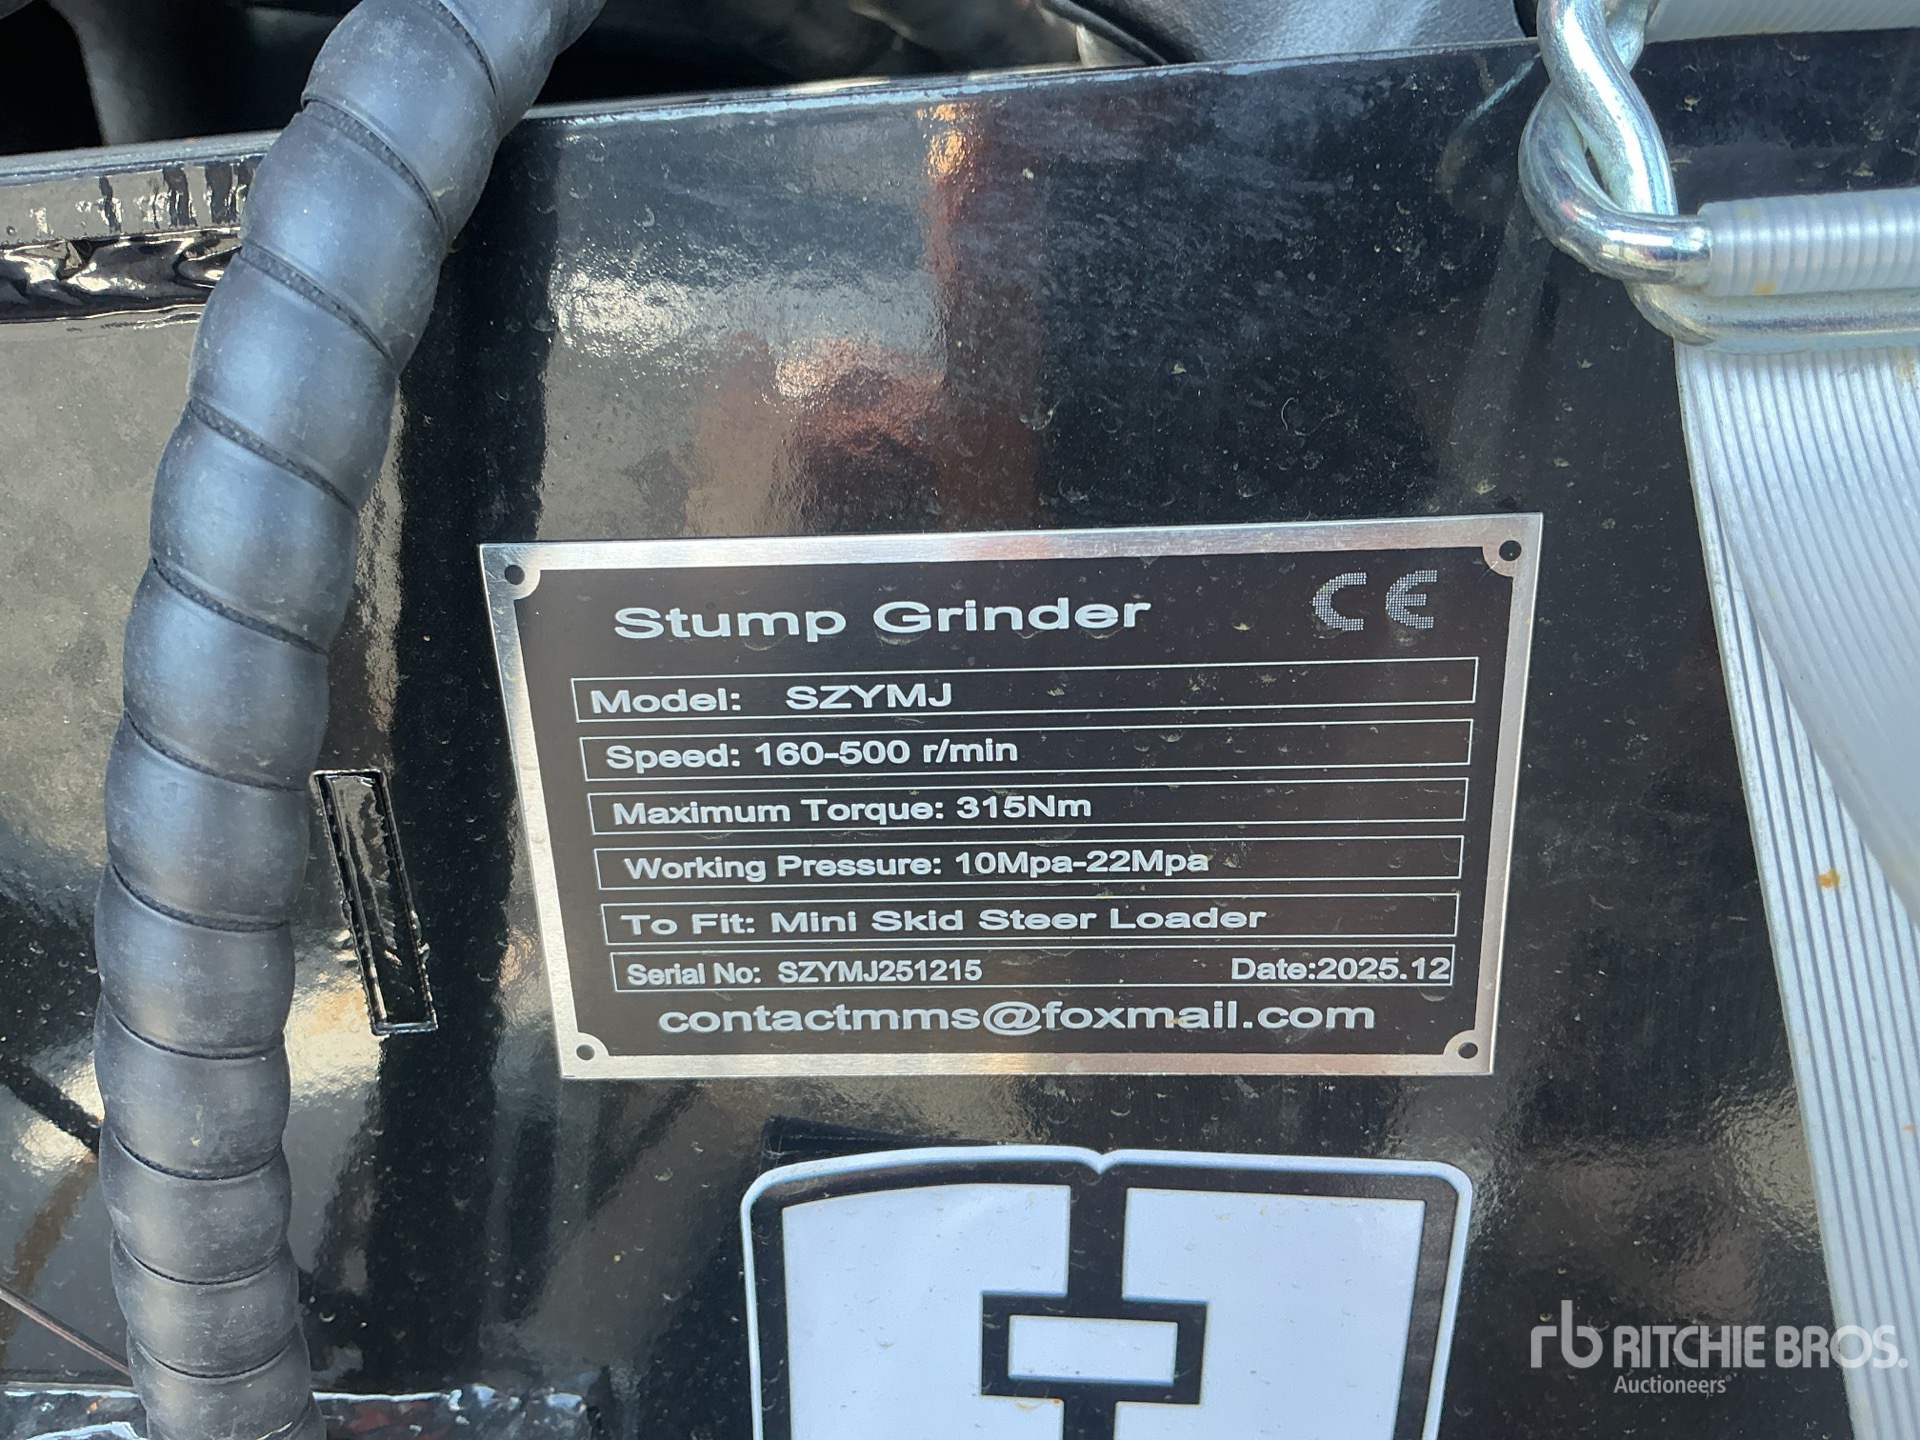 Stump Grinder CE
Model: SZYMJ
Speed: 160-500 r/min
Maximum Torque: 315Nm
Working Pressure: 10Mpa-22Mpa
To Fit: Mini Skid Steer Loader
Serial No: SZYMJ251215 Date:2025.12
contactmms@foxmail.com
rb RITCHIE BROS.
Auctioneers